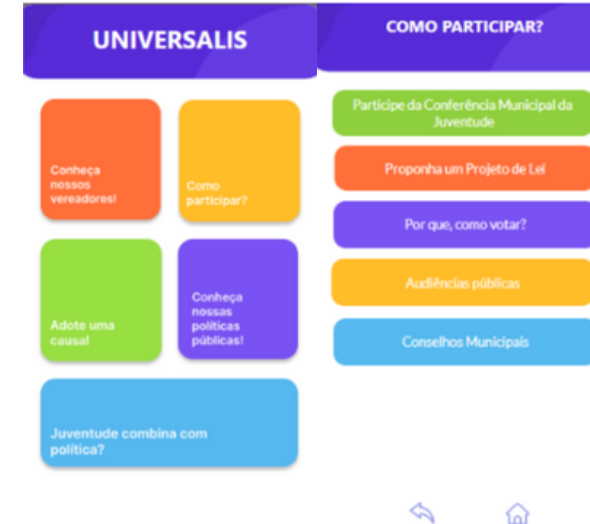 UNIVERSALIS
Conheça
nossos
vereadores!
Como
participar?
Adote uma
causa!
Conheça
nossas
políticas
públicas!
Juventude combina com
política?
COMO PARTICIPAR?
Participe da Conferência Municipal da
Juventude
Proponha um Projeto de Lei
Por que, como votar?
Audiências públicas
Conselhos Municipais